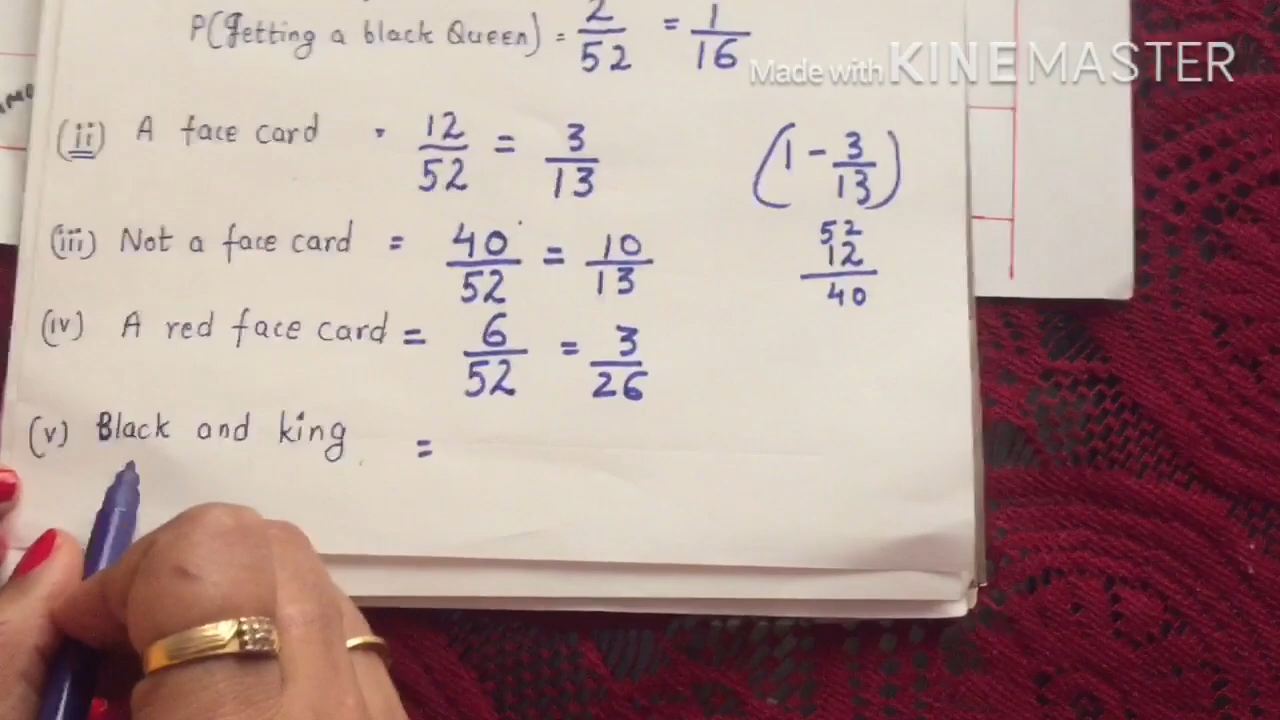 P(getting a black Queen) = 2/52 = 1/16
Made with KINEMASTER
(ii) A face card = 12/52 = 3/13 (1 - 3/13)
(iii) Not a face card = 40/52 = 10/13
52
12
40
(iv) A red face card = 6/52 = 3/26
(v) Black and king =